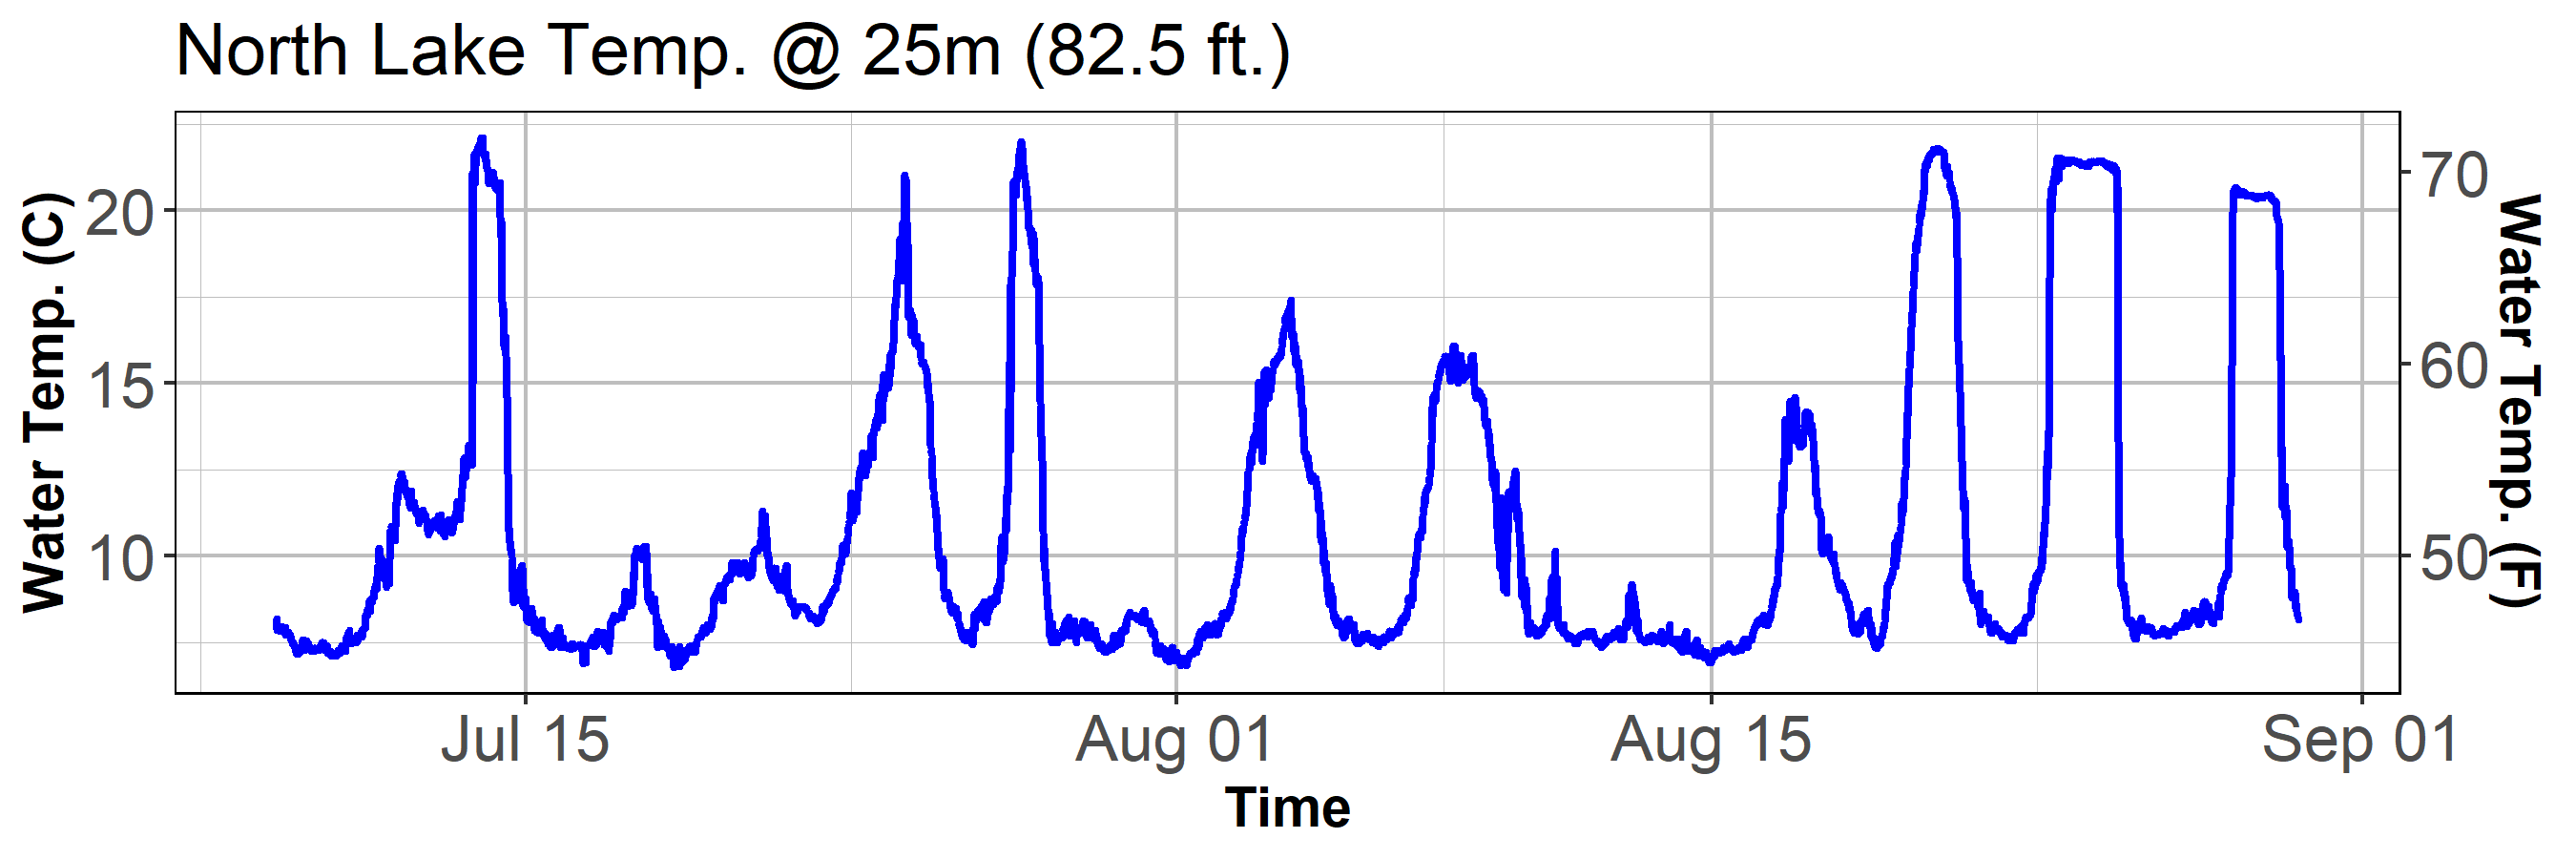 North Lake Temp. @ 25m (82.5 ft.)
Water Temp. (C)
20
15
10
70
60
50
Water Temp. (F)
Jul 15
Aug 01
Aug 15
Sep 01
Time